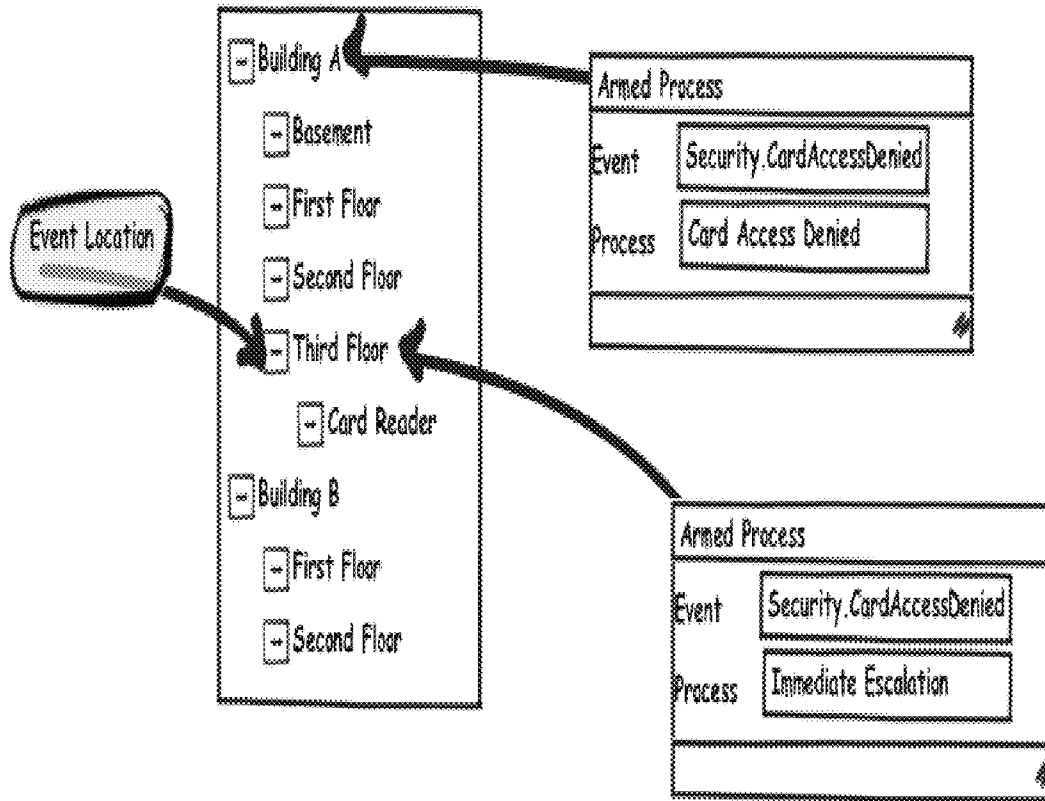 Building A
Basement
First Floor
Second Floor
Third Floor
Card Reader
Building B
First Floor
Second Floor
Event Location
Armed Process
Event Security.CardAccessDenied
Process Card Access Denied
Armed Process
Event Security.CardAccessDenied
Process Immediate Escalation